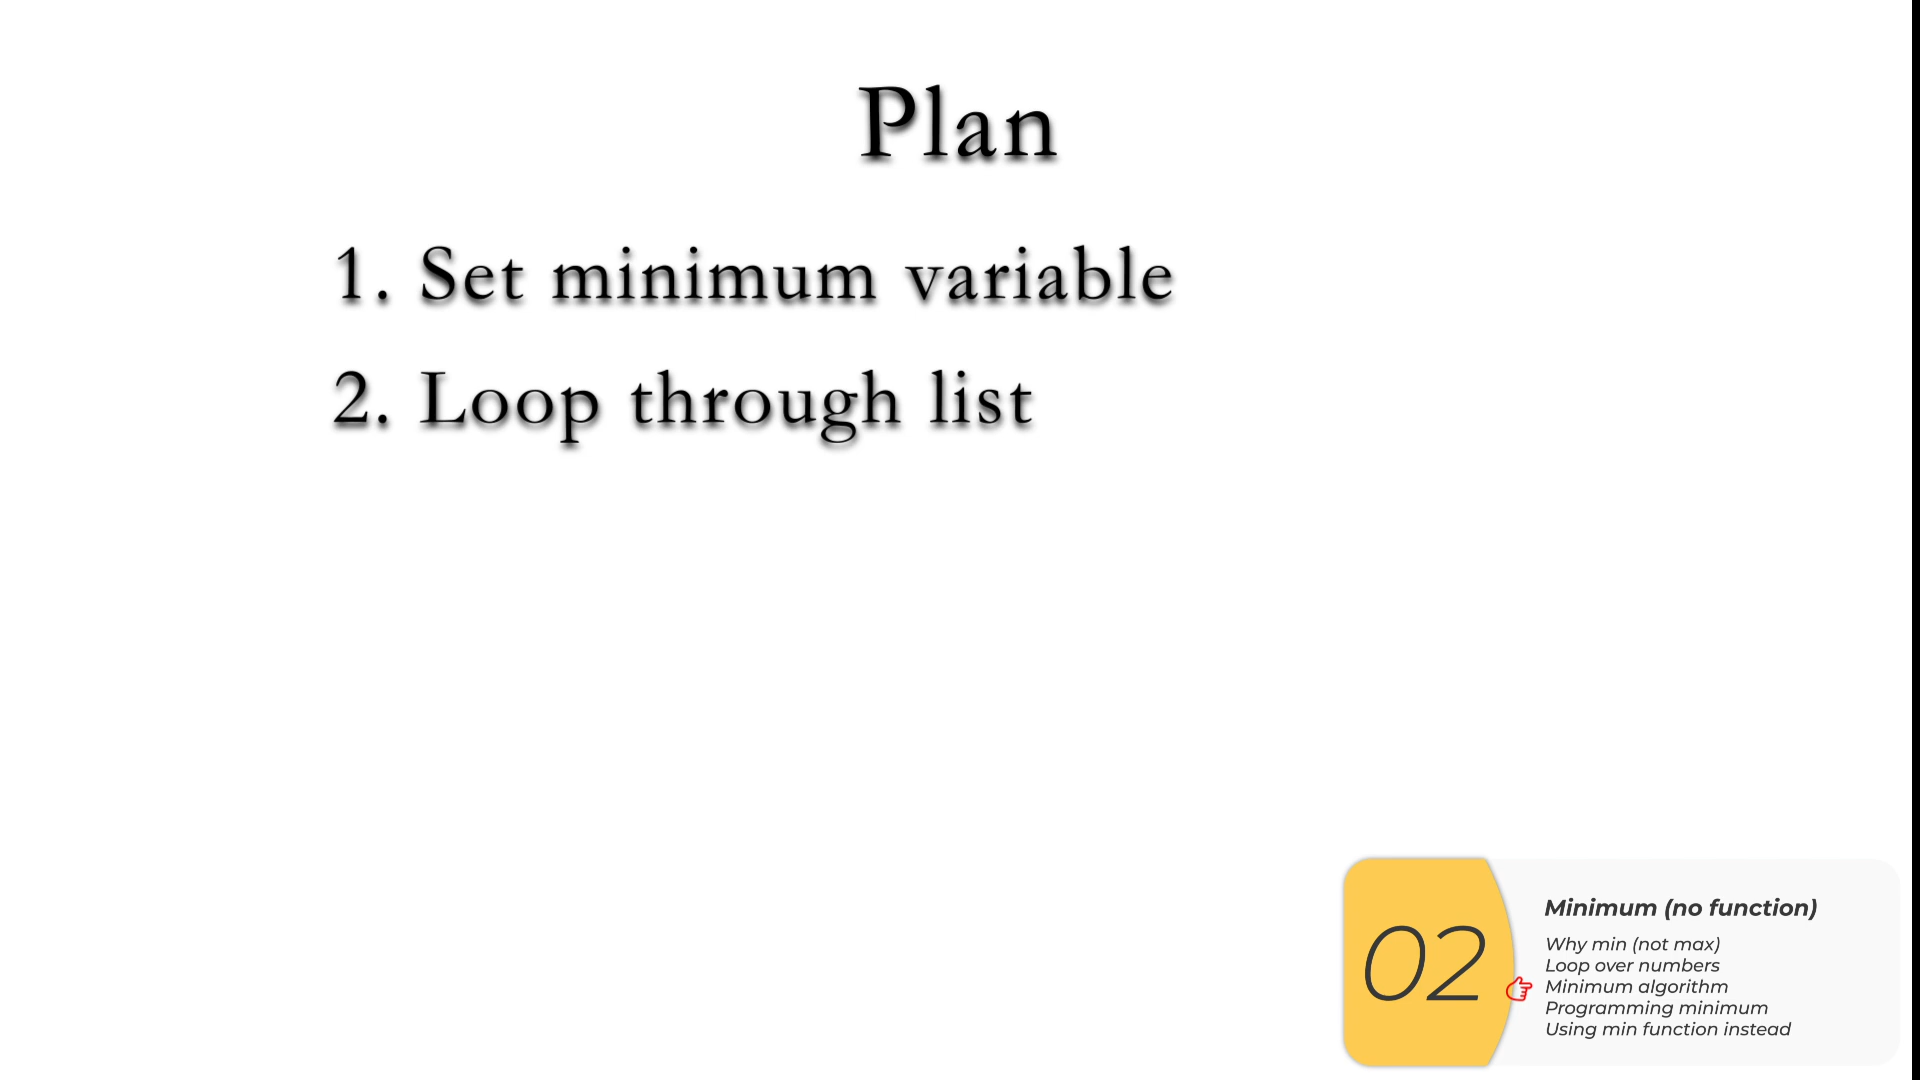 Plan
1. Set minimum variable
2. Loop through list
02
Minimum (no function)
Why min (not max)
Loop over numbers
Minimum algorithm
Programming minimum
Using min function instead